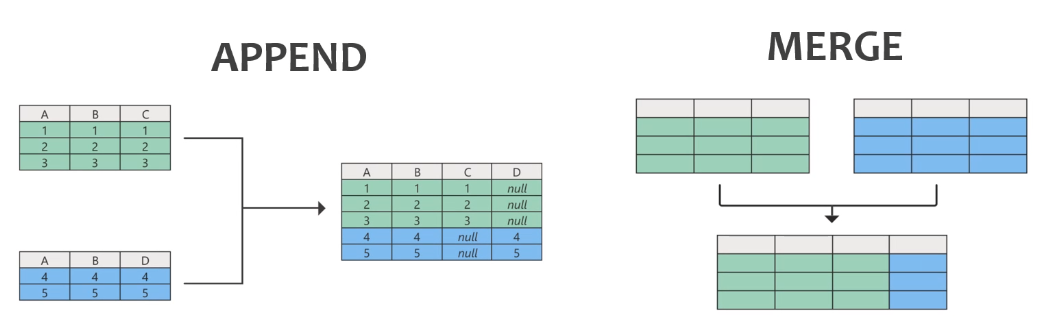 APPEND
A B C
1 1 1
2 2 2
3 3 3
A B D
4 4 4
5 5 5
A B C D
1 1 1 null
2 2 2 null
3 3 3 null
4 4 null 4
5 5 null 5
MERGE